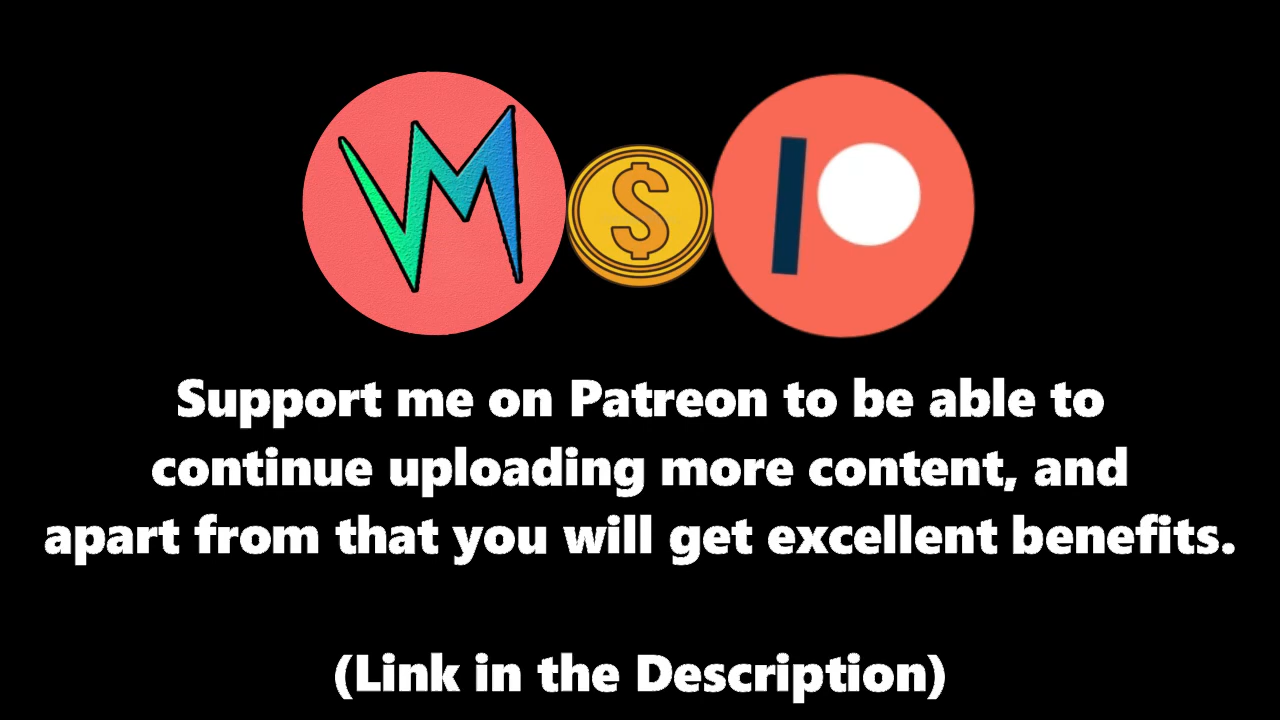 VM
$
Support me on Patreon to be able to
continue uploading more content, and
apart from that you will get excellent benefits.
(Link in the Description)